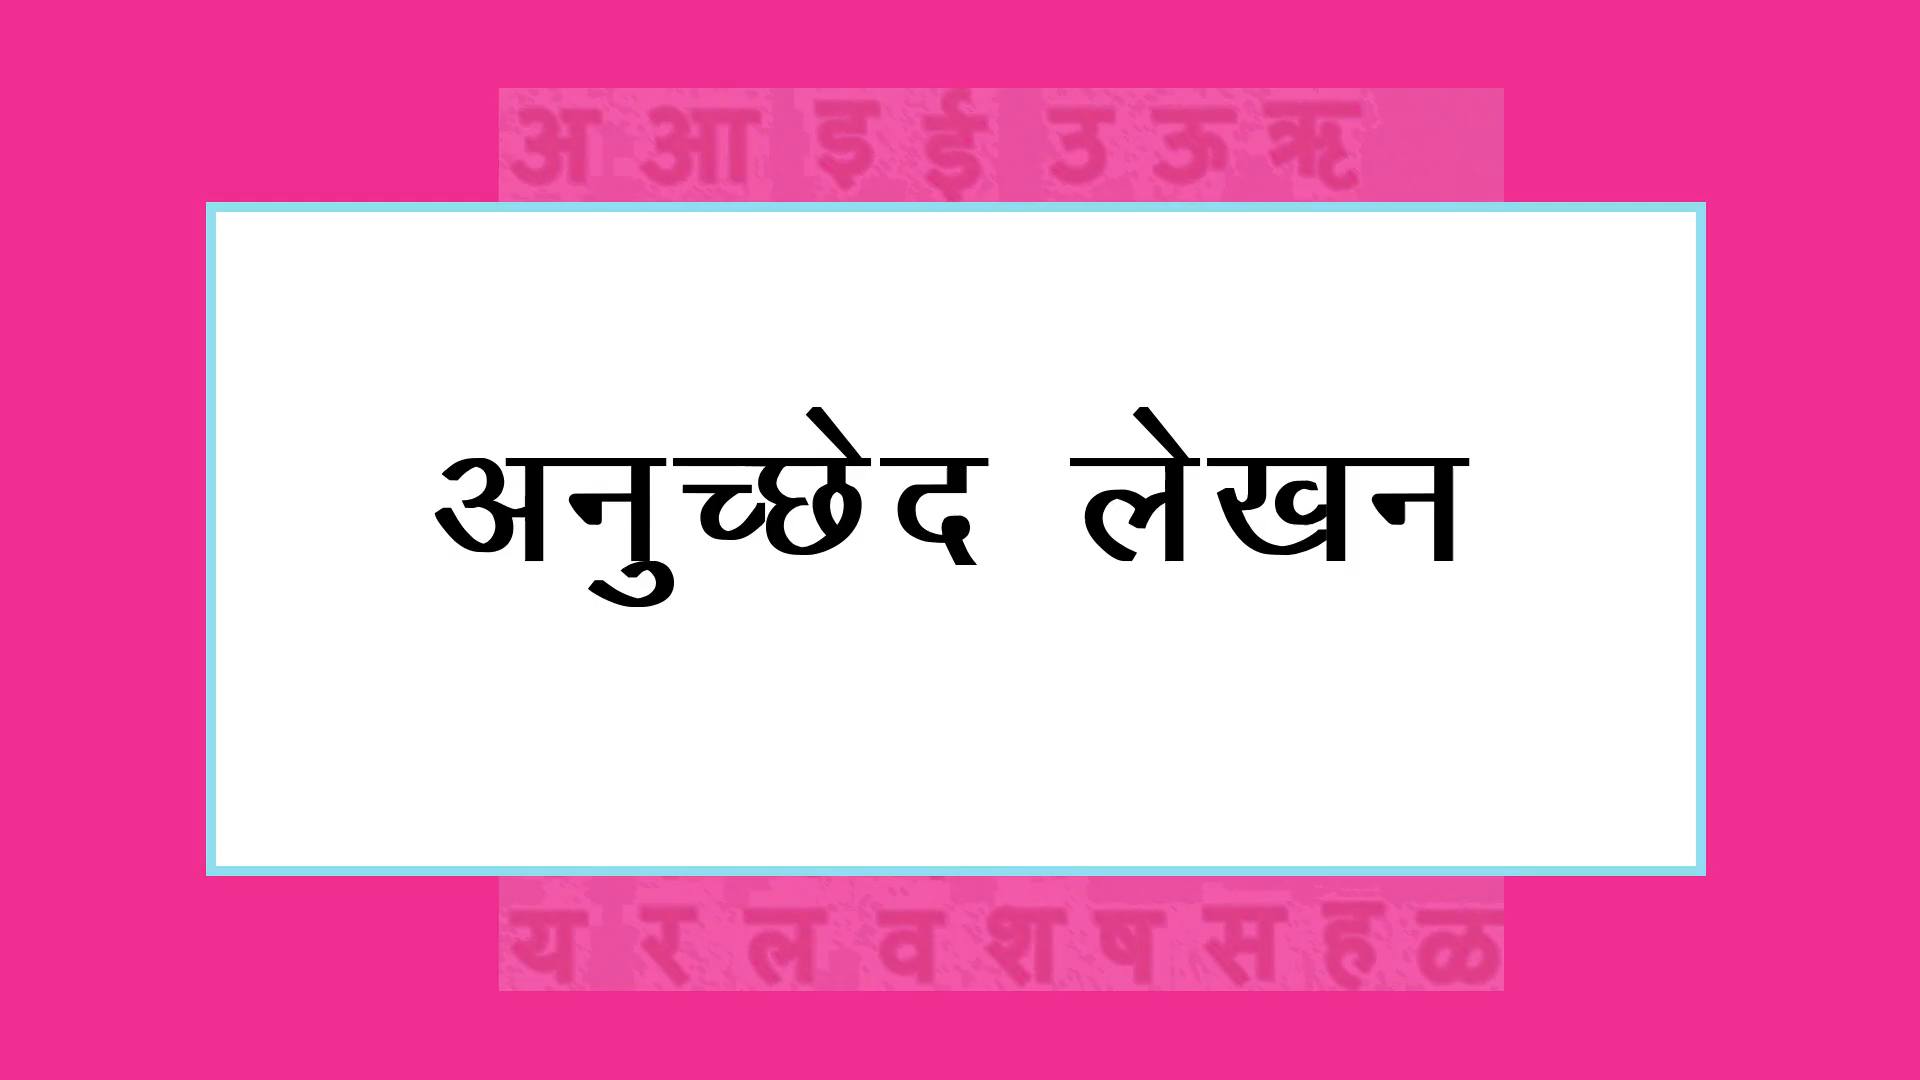 अ आ इ ई उ ऊ ऋ
अनुच्छेद लेखन
य र ल व श ष स ह ळ